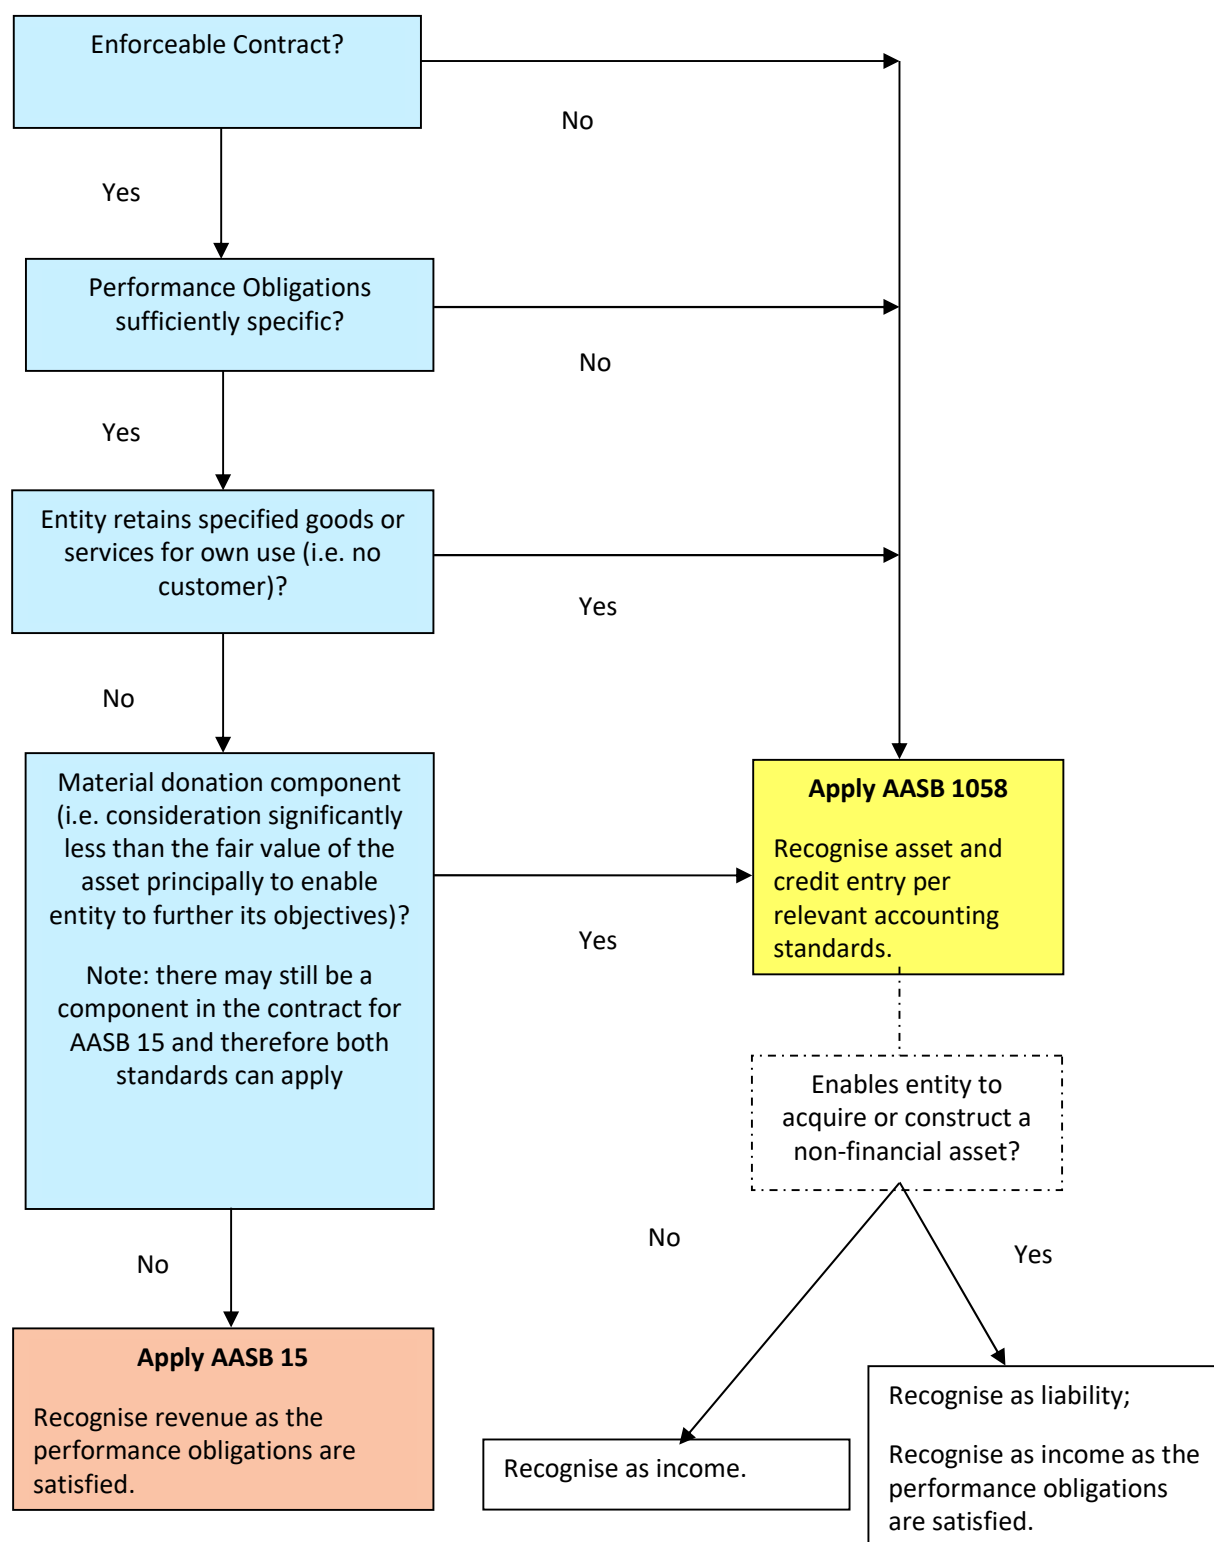 Enforceable Contract?
No
Yes
Performance Obligations
sufficiently specific?
No
Yes
Entity retains specified goods or
services for own use (i.e. no
customer)?
Yes
No
Material donation component
(i.e. consideration significantly
less than the fair value of the
asset principally to enable
entity to further its objectives)?
Note: there may still be a
component in the contract for
AASB 15 and therefore both
standards can apply
Yes
Apply AASB 1058
Recognise asset and
credit entry per
relevant accounting
standards.
Enables entity to
acquire or construct a
non-financial asset?
No
Yes
No
Apply AASB 15
Recognise revenue as the
performance obligations are
satisfied.
Recognise as income.
Recognise as liability;
Recognise as income as the
performance obligations
are satisfied.